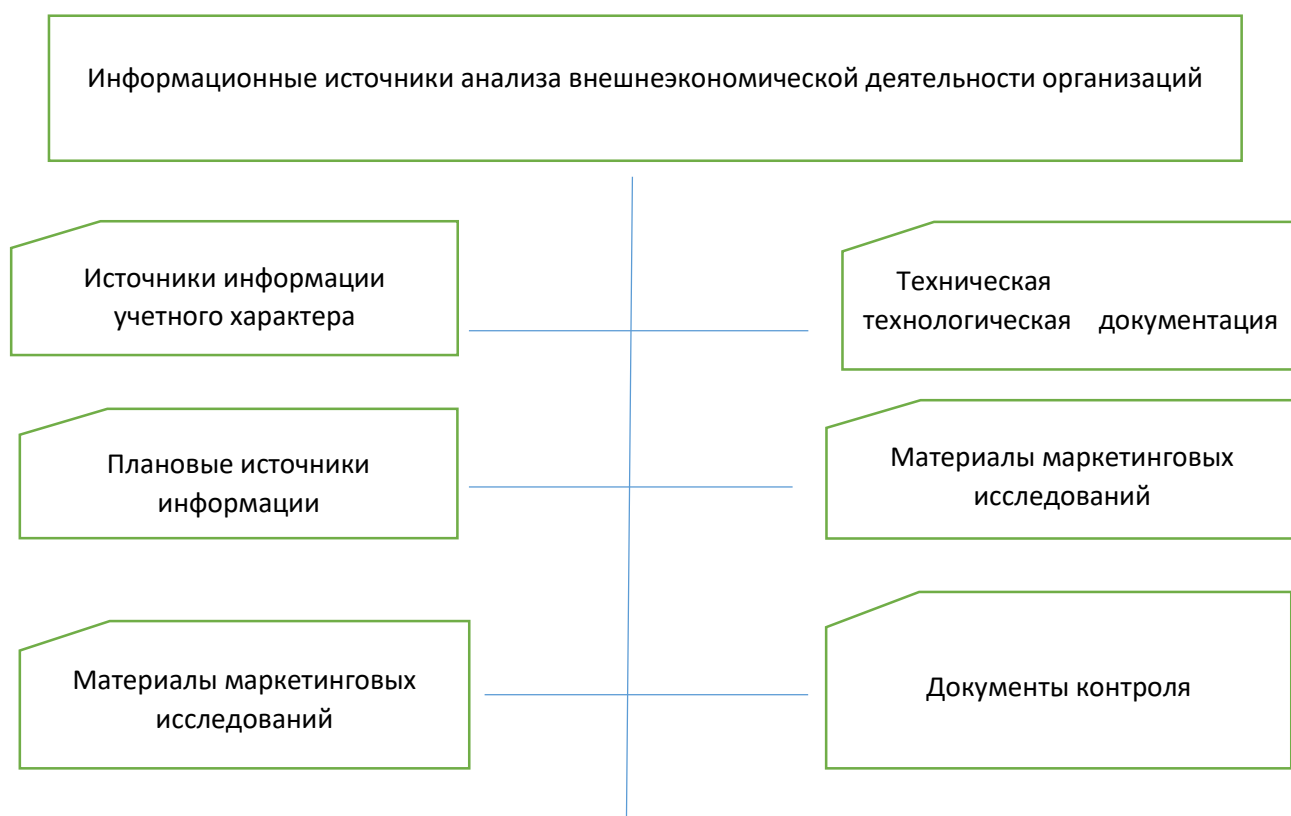 Информационные источники анализа внешнеэкономической деятельности организаций
Источники информации
учетного характера
Техническая
технологическая документация
Плановые источники
информации
Материалы маркетинговых
исследований
Материалы маркетинговых
исследований
Документы контроля